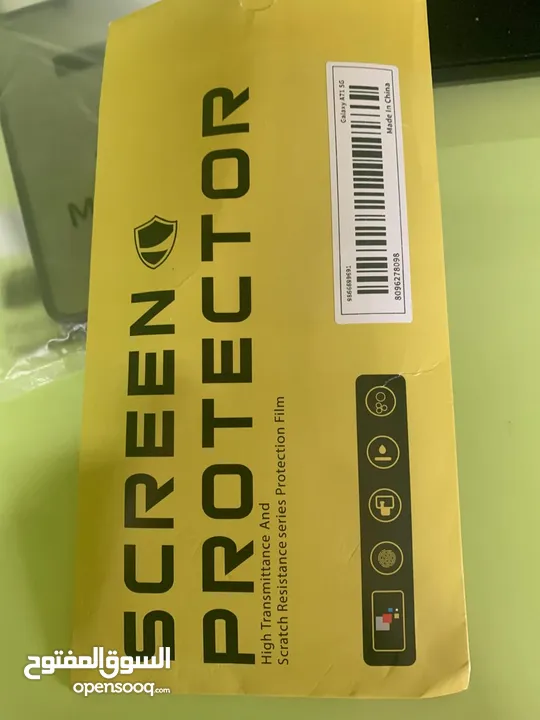 SCREEN
PROTECTOR
High Transmittance And
Scratch Resistance series Protection Film
Galaxy A71 5G
Made In China
8096278098
السوق المفتوح
opensooq.com